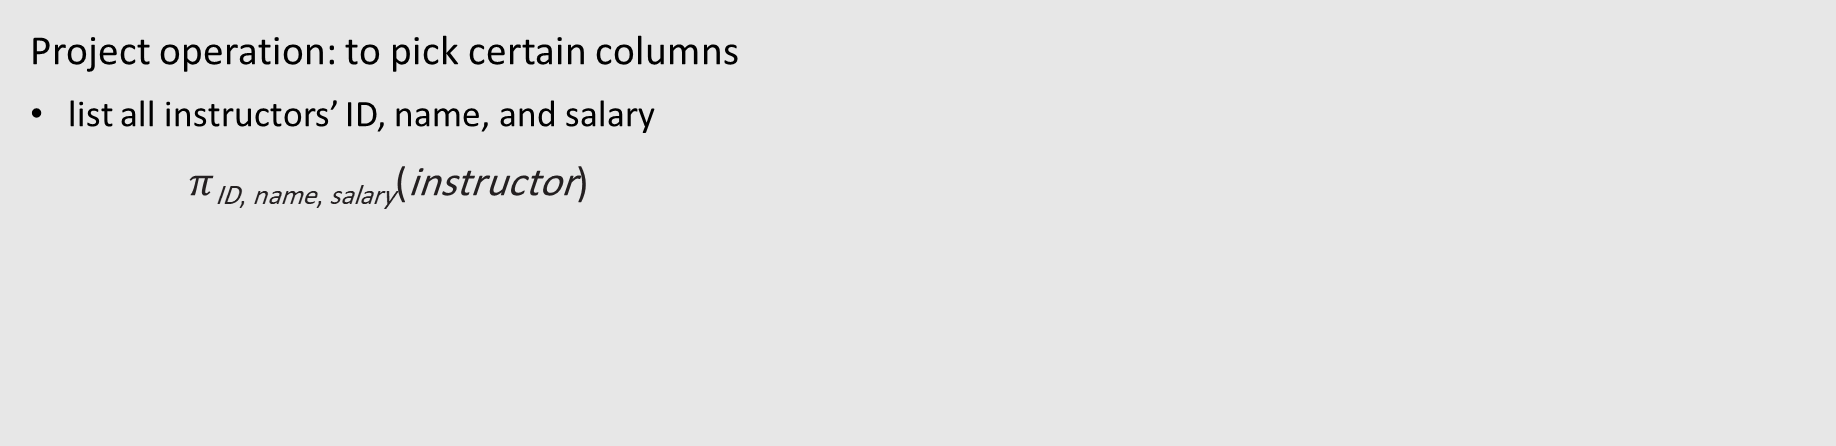 Project operation: to pick certain columns
• list all instructors’ ID, name, and salary
π ID, name, salary(instructor)